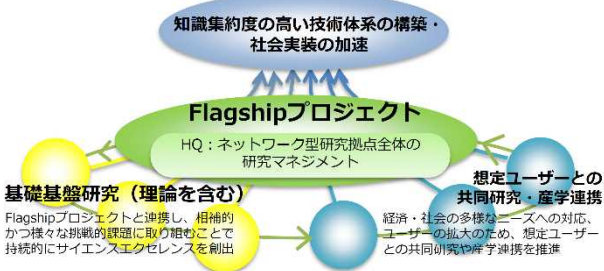 知識集約度の高い技術体系の構築・
社会実装の加速
Flagshipプロジェクト
HQ：ネットワーク型研究拠点全体の
研究マネジメント
基礎基盤研究（理論を含む）
Flagshipプロジェクトと連携し、相補的
かつ様々な挑戦的課題に取り組むことで
持続的にサイエンスエクセレンスを創出
想定ユーザーとの
共同研究・産学連携
経済・社会の多様なニーズへの対応、
ユーザーの拡大のため、想定ユーザー
との共同研究や産学連携を推進